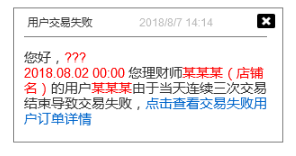 用户交易失败 2018/8/7 14:14
您好，???
2018.08.02 00:00 您理财师某某某（店铺
名）的用户某某某由于当天连续三次交易
结束导致交易失败，点击查看交易失败用
户订单详情